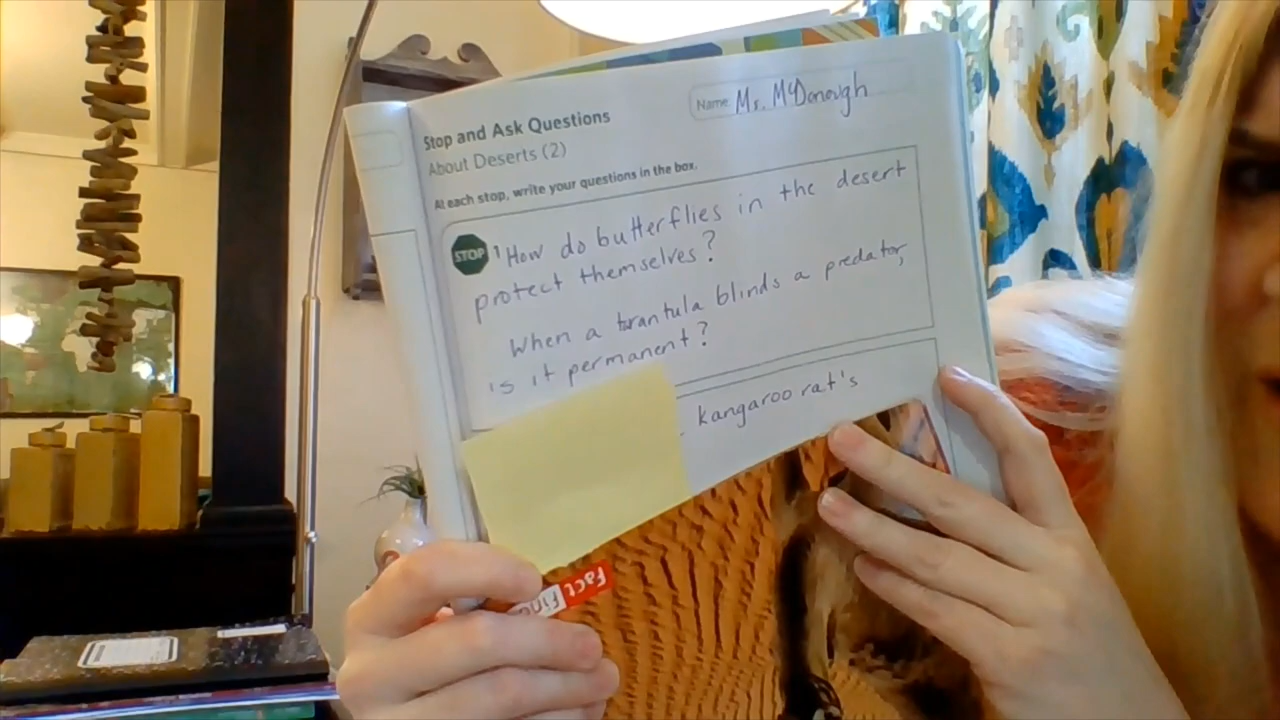 Stop and Ask Questions
Name Ms. McDonough
About Deserts (2)
At each stop, write your questions in the box.
STOP 1 How do butterflies in the desert
protect themselves?
When a tarantula blinds a predator,
is it permanent?
kangaroo rat's
Fact Find